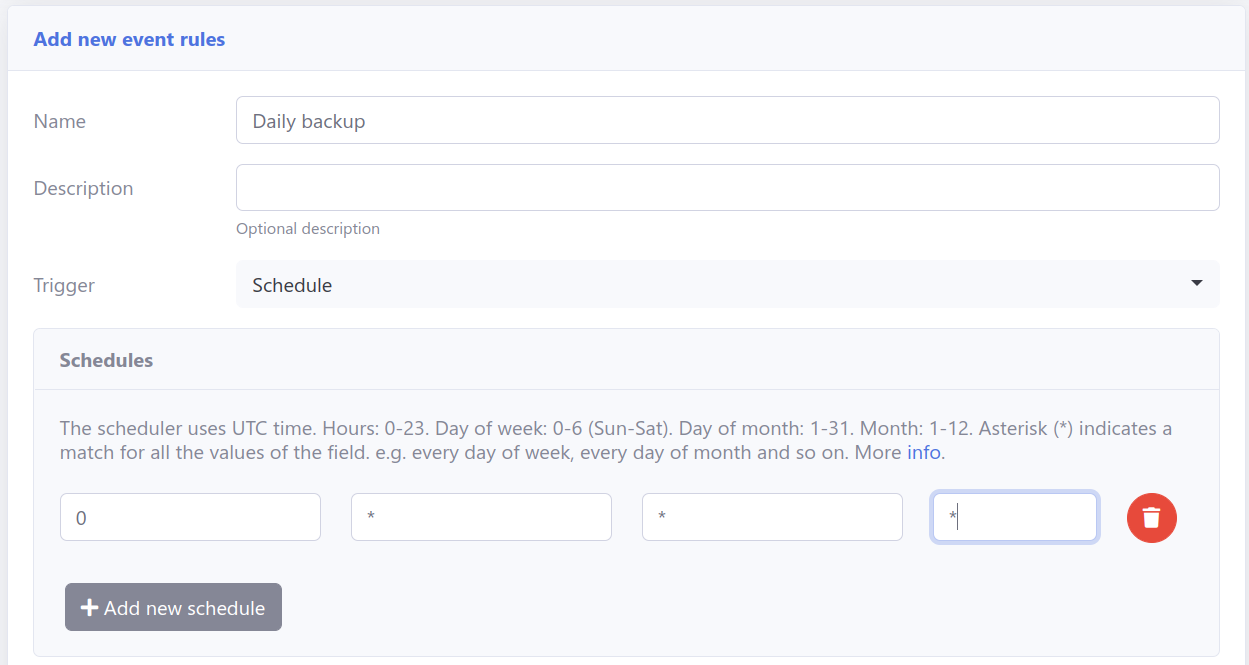 Add new event rules
Name
Daily backup
Description
Optional description
Trigger
Schedule
Schedules
The scheduler uses UTC time. Hours: 0-23. Day of week: 0-6 (Sun-Sat). Day of month: 1-31. Month: 1-12. Asterisk (*) indicates a
match for all the values of the field. e.g. every day of week, every day of month and so on. More info.
0 * * *
Add new schedule